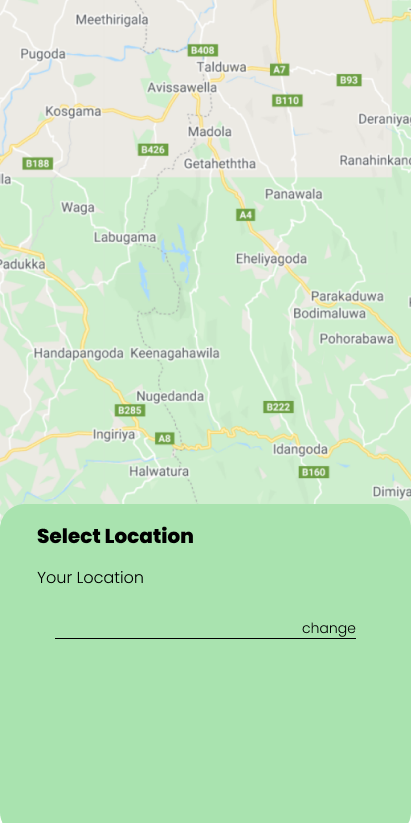 Meethirigala
B408
Pugoda
Talduwa
A7
B93
Avissawella
B110
Kosgama
Deraniya
Madola
B426
B188
Getaheththa
Ranahinkan
la
Panawala
Waga
A4
Labugama
Padukka
Eheliyagoda
Parakaduwa
Bodimaluwa
Pohorabawa
Handapangoda
Keenagahawila
Nugedanda
B285
B222
Ingiriya
A8
Idangoda
Halwatura
B160
Dimiya
Select Location
Your Location
change